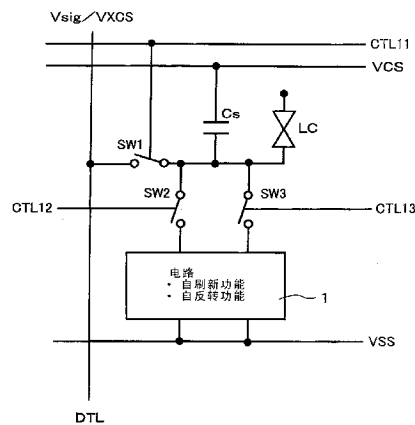 Vsig/VXCS
CTL11
VCS
Cs
LC
SW1
SW2
SW3
CTL12
CTL13
电路
• 自刷新功能
• 自反转功能
1
VSS
DTL